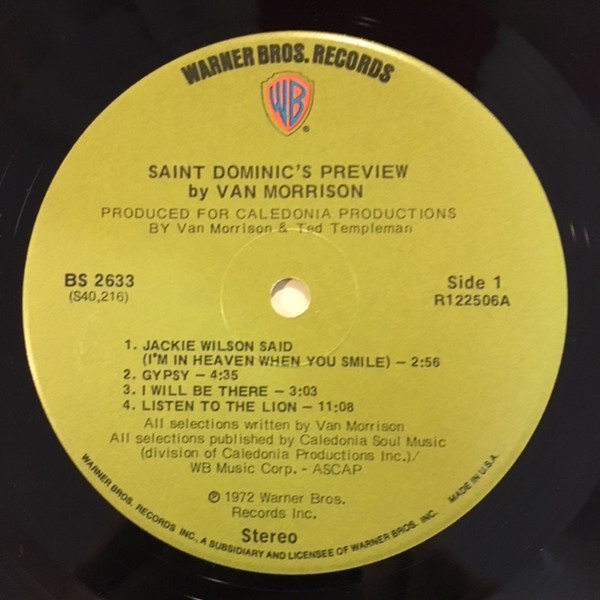 WARNER BROS. RECORDS
WB
®
SAINT DOMINIC'S PREVIEW
by VAN MORRISON
PRODUCED FOR CALEDONIA PRODUCTIONS
BY Van Morrison & Ted Templeman
BS 2633
(S40,216)
Side 1
R122506A
1. JACKIE WILSON SAID
(I'M IN HEAVEN WHEN YOU SMILE) – 2:56
2. GYPSY – 4:35
3. I WILL BE THERE – 3:03
4. LISTEN TO THE LION – 11:08
All selections written by Van Morrison
All selections published by Caledonia Soul Music
(division of Caledonia Productions Inc.)/
WB Music Corp. - ASCAP
℗ 1972 Warner Bros.
Records Inc.
Stereo
WARNER BROS. RECORDS INC., A SUBSIDIARY AND LICENSEE OF WARNER BROS. INC. MADE IN U.S.A.